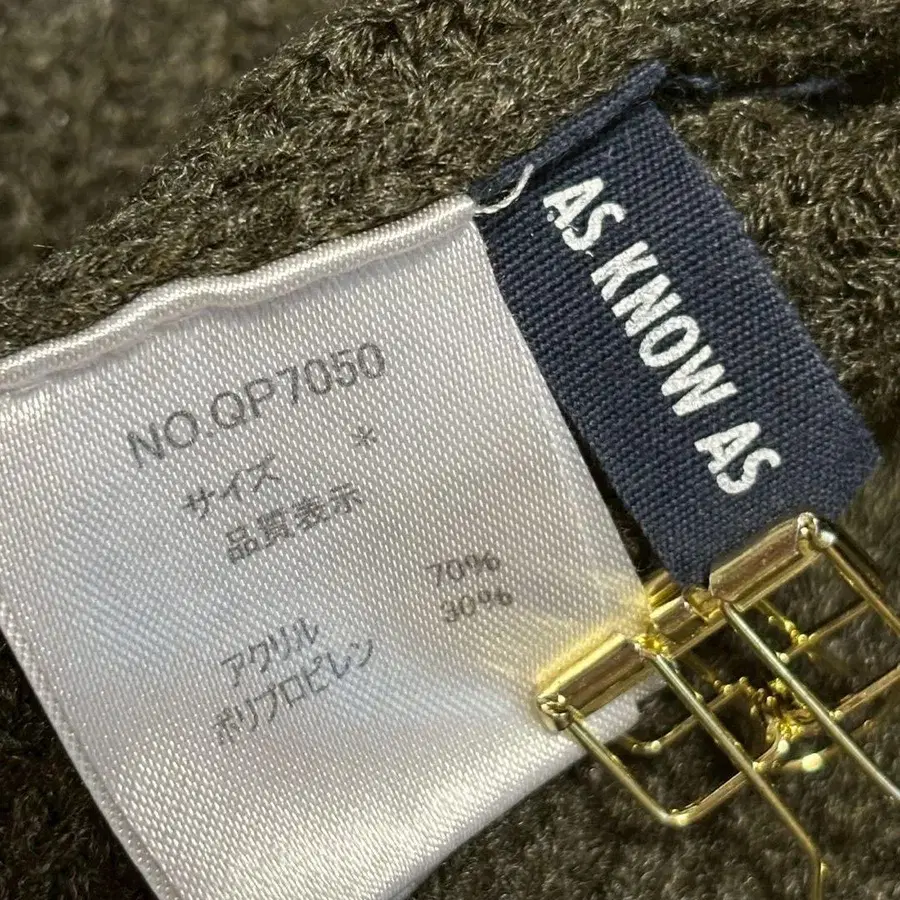 NO.QP7050
サイズ *
品質表示
アクリル 70%
ポリプロピレン 30%
AS KNOW AS